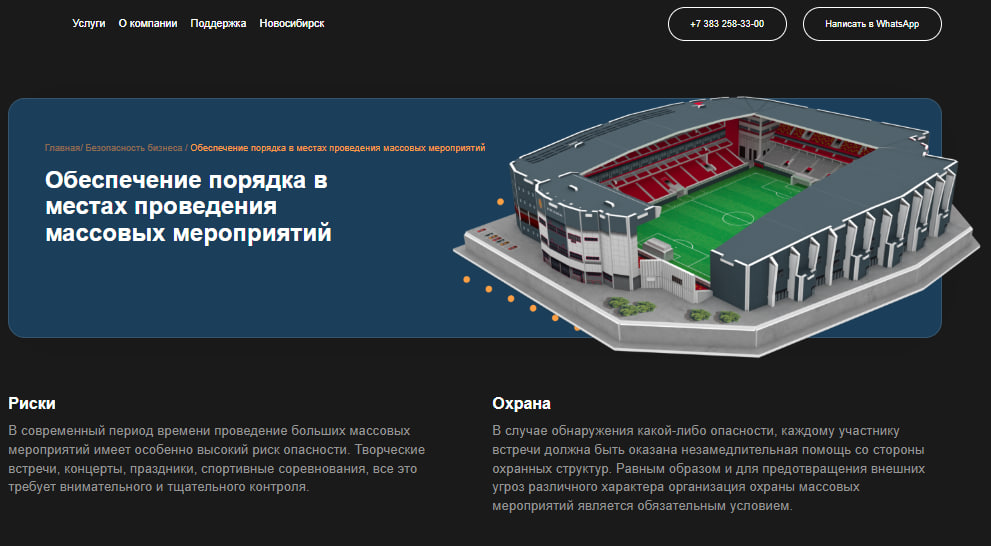 Услуги О компании Поддержка Новосибирск +7 383 258-33-00 Написать в WhatsApp
Главная/ Безопасность бизнеса / Обеспечение порядка в местах проведения массовых мероприятий
Обеспечение порядка в
местах проведения
массовых мероприятий
Риски
В современный период времени проведение больших массовых
мероприятий имеет особенно высокий риск опасности. Творческие
встречи, концерты, праздники, спортивные соревнования, все это
требует внимательного и тщательного контроля.
Охрана
В случае обнаружения какой-либо опасности, каждому участнику
встречи должна быть оказана незамедлительная помощь со стороны
охранных структур. Равным образом и для предотвращения внешних
угроз различного характера организация охраны массовых
мероприятий является обязательным условием.